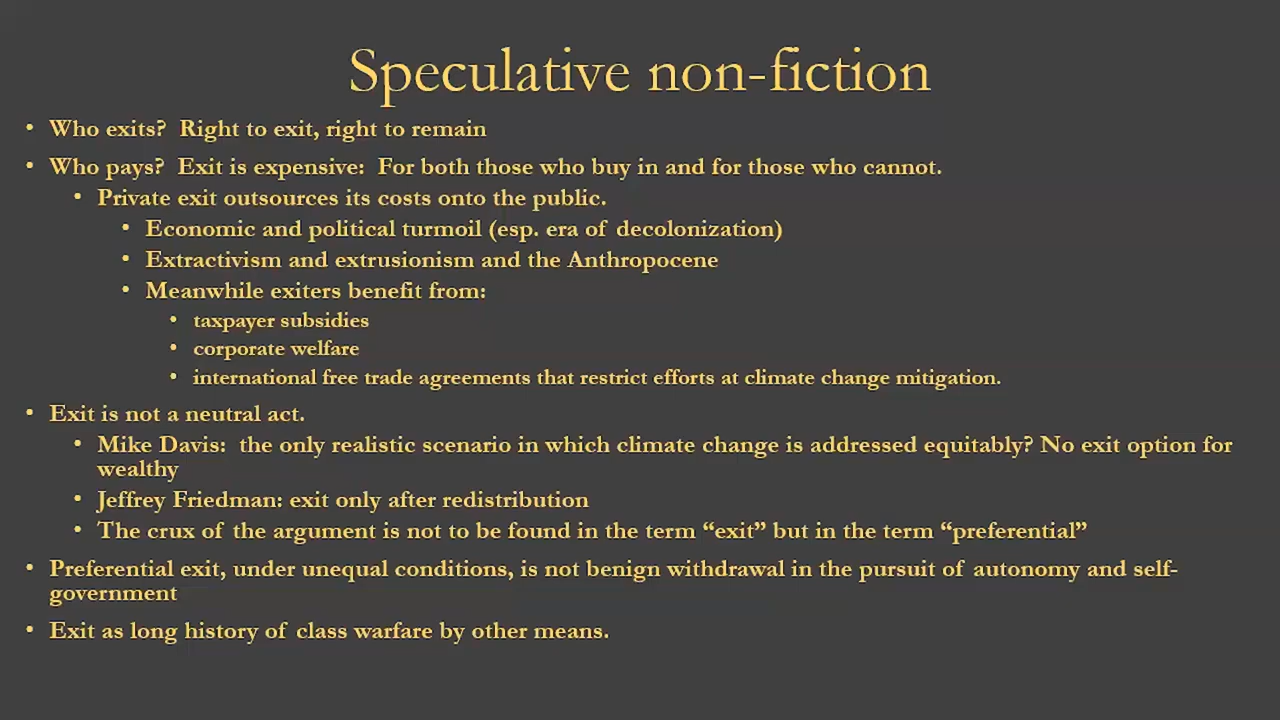 Speculative non-fiction
• Who exits? Right to exit, right to remain
• Who pays? Exit is expensive: For both those who buy in and for those who cannot.
• Private exit outsources its costs onto the public.
• Economic and political turmoil (esp. era of decolonization)
• Extractivism and extrusionism and the Anthropocene
• Meanwhile exiters benefit from:
• taxpayer subsidies
• corporate welfare
• international free trade agreements that restrict efforts at climate change mitigation.
• Exit is not a neutral act.
• Mike Davis: the only realistic scenario in which climate change is addressed equitably? No exit option for
wealthy
• Jeffrey Friedman: exit only after redistribution
• The crux of the argument is not to be found in the term “exit” but in the term “preferential”
• Preferential exit, under unequal conditions, is not benign withdrawal in the pursuit of autonomy and self-
government
• Exit as long history of class warfare by other means.